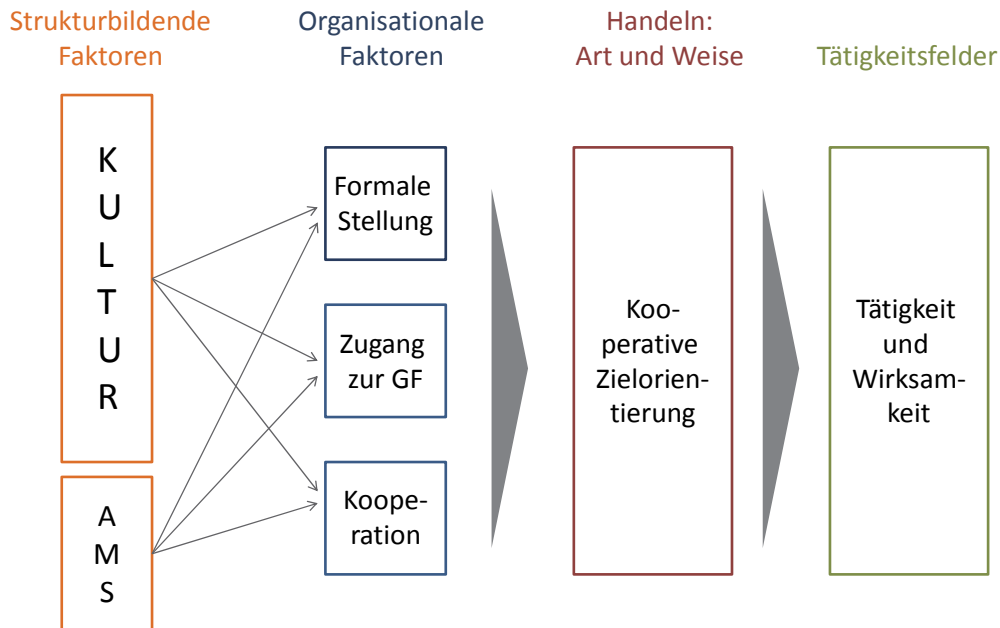 Strukturbildende
Faktoren
Organisationale
Faktoren
Handeln:
Art und Weise
Tätigkeitsfelder
K
U
L
T
U
R
A
M
S
Formale
Stellung
Zugang
zur GF
Koope-
ration
Koo-
perative
Zielorien-
tierung
Tätigkeit
und
Wirksam-
keit